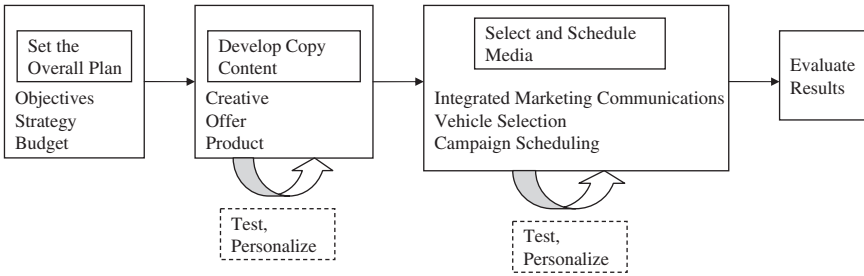 Set the
Overall Plan
Objectives
Strategy
Budget
Develop Copy
Content
Creative
Offer
Product
Test,
Personalize
Select and Schedule
Media
Integrated Marketing Communications
Vehicle Selection
Campaign Scheduling
Test,
Personalize
Evaluate
Results